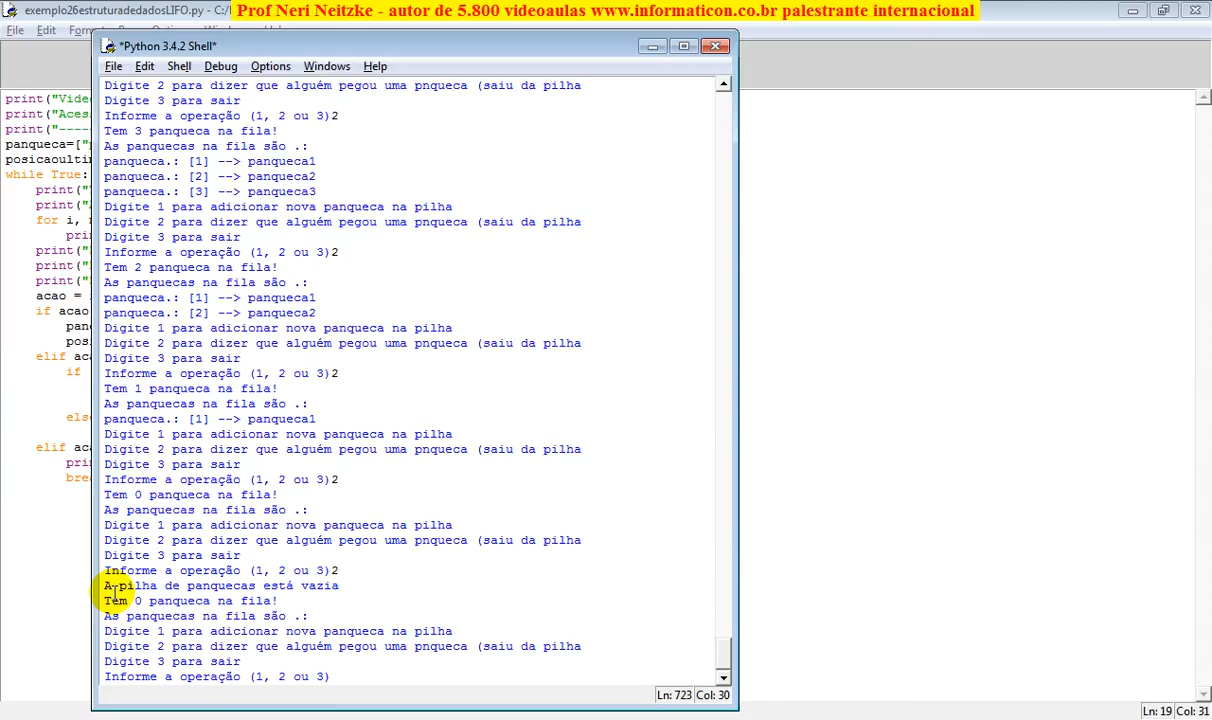 exemplo26estruturadedadosLIFO.py - C:/
Prof Neri Neitzke - autor de 5.800 videoaulas www.informaticon.co.br palestrante internacional
File Edit Form
*Python 3.4.2 Shell*
File Edit Shell Debug Options Windows Help
print("Vide
print("Aces
print("-----
panqueca=["
posicaoultin
while True:
print("
print("
for i,
prin
print("
print("
print("
acao =
if acao
pan
posi
elif aca
if
else
elif aca
prin
brea
Digite 2 para dizer que alguém pegou uma pnqueca (saiu da pilha
Digite 3 para sair
Informe a operação (1, 2 ou 3)2
Tem 3 panqueca na fila!
As panquecas na fila são .:
panqueca.: [1] --> panqueca1
panqueca.: [2] --> panqueca2
panqueca.: [3] --> panqueca3
Digite 1 para adicionar nova panqueca na pilha
Digite 2 para dizer que alguém pegou uma pnqueca (saiu da pilha
Digite 3 para sair
Informe a operação (1, 2 ou 3)2
Tem 2 panqueca na fila!
As panquecas na fila são .:
panqueca.: [1] --> panqueca1
panqueca.: [2] --> panqueca2
Digite 1 para adicionar nova panqueca na pilha
Digite 2 para dizer que alguém pegou uma pnqueca (saiu da pilha
Digite 3 para sair
Informe a operação (1, 2 ou 3)2
Tem 1 panqueca na fila!
As panquecas na fila são .:
panqueca.: [1] --> panqueca1
Digite 1 para adicionar nova panqueca na pilha
Digite 2 para dizer que alguém pegou uma pnqueca (saiu da pilha
Digite 3 para sair
Informe a operação (1, 2 ou 3)2
Tem 0 panqueca na fila!
As panquecas na fila são .:
Digite 1 para adicionar nova panqueca na pilha
Digite 2 para dizer que alguém pegou uma pnqueca (saiu da pilha
Digite 3 para sair
Informe a operação (1, 2 ou 3)2
A pilha de panquecas está vazia
Tem 0 panqueca na fila!
As panquecas na fila são .:
Digite 1 para adicionar nova panqueca na pilha
Digite 2 para dizer que alguém pegou uma pnqueca (saiu da pilha
Digite 3 para sair
Informe a operação (1, 2 ou 3)
Ln: 723 Col: 30
Ln: 19 Col: 31